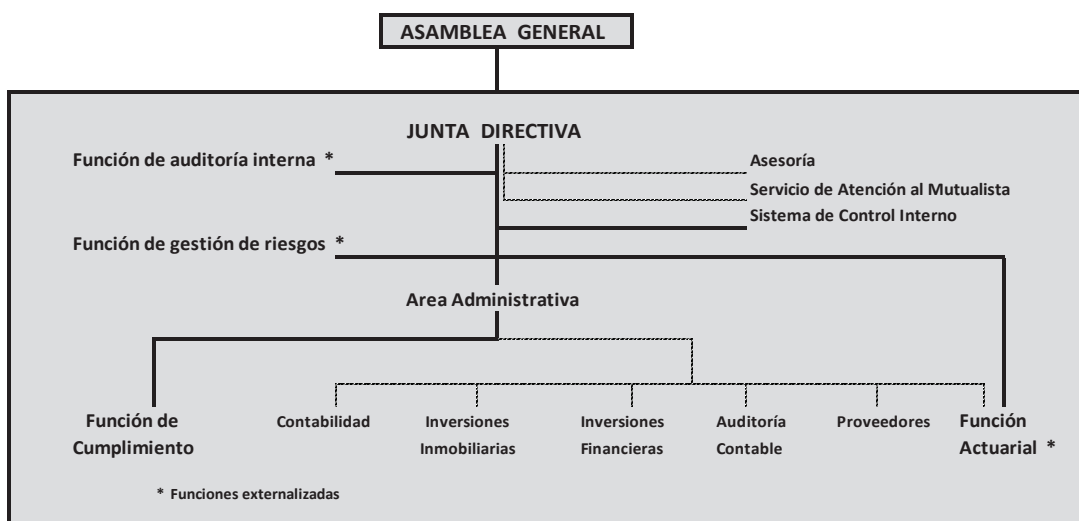 ASAMBLEA GENERAL
JUNTA DIRECTIVA
Función de auditoría interna *
Asesoría
Servicio de Atención al Mutualista
Sistema de Control Interno
Función de gestión de riesgos *
Area Administrativa
Función de
Cumplimiento
Contabilidad
Inversiones
Inmobiliarias
Inversiones
Financieras
Auditoría
Contable
Proveedores
Función
Actuarial *
* Funciones externalizadas